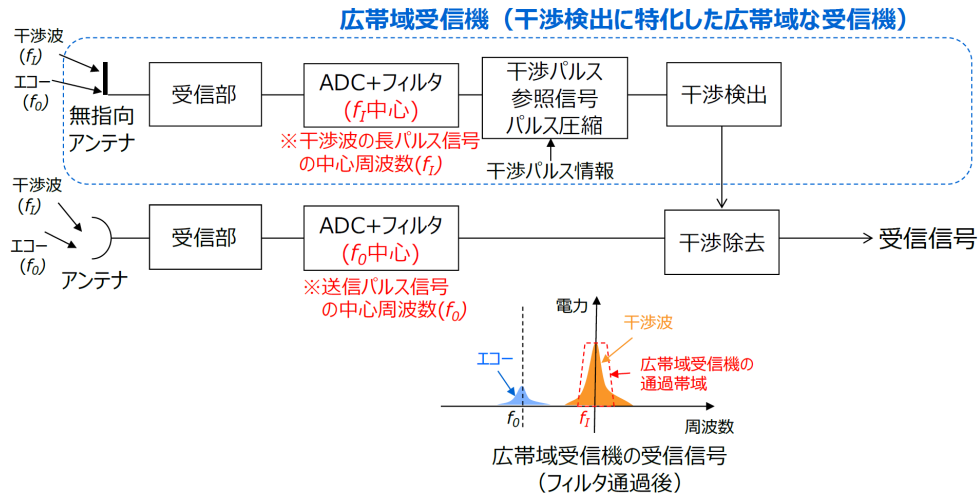 広帯域受信機（干渉検出に特化した広帯域な受信機）
干渉波
(fI)
エコー
(f0)
無指向
アンテナ
受信部
ADC+フィルタ
(fI中心)
※干渉波の長パルス信号
の中心周波数(fI)
干渉パルス
参照信号
パルス圧縮
干渉パルス情報
干渉検出
干渉波
(fI)
エコー
(f0)
アンテナ
受信部
ADC+フィルタ
(f0中心)
※送信パルス信号
の中心周波数(f0)
干渉除去
受信信号
電力
干渉波
エコー
広帯域受信機の
通過帯域
f0
fI
周波数
広帯域受信機の受信信号
（フィルタ通過後）